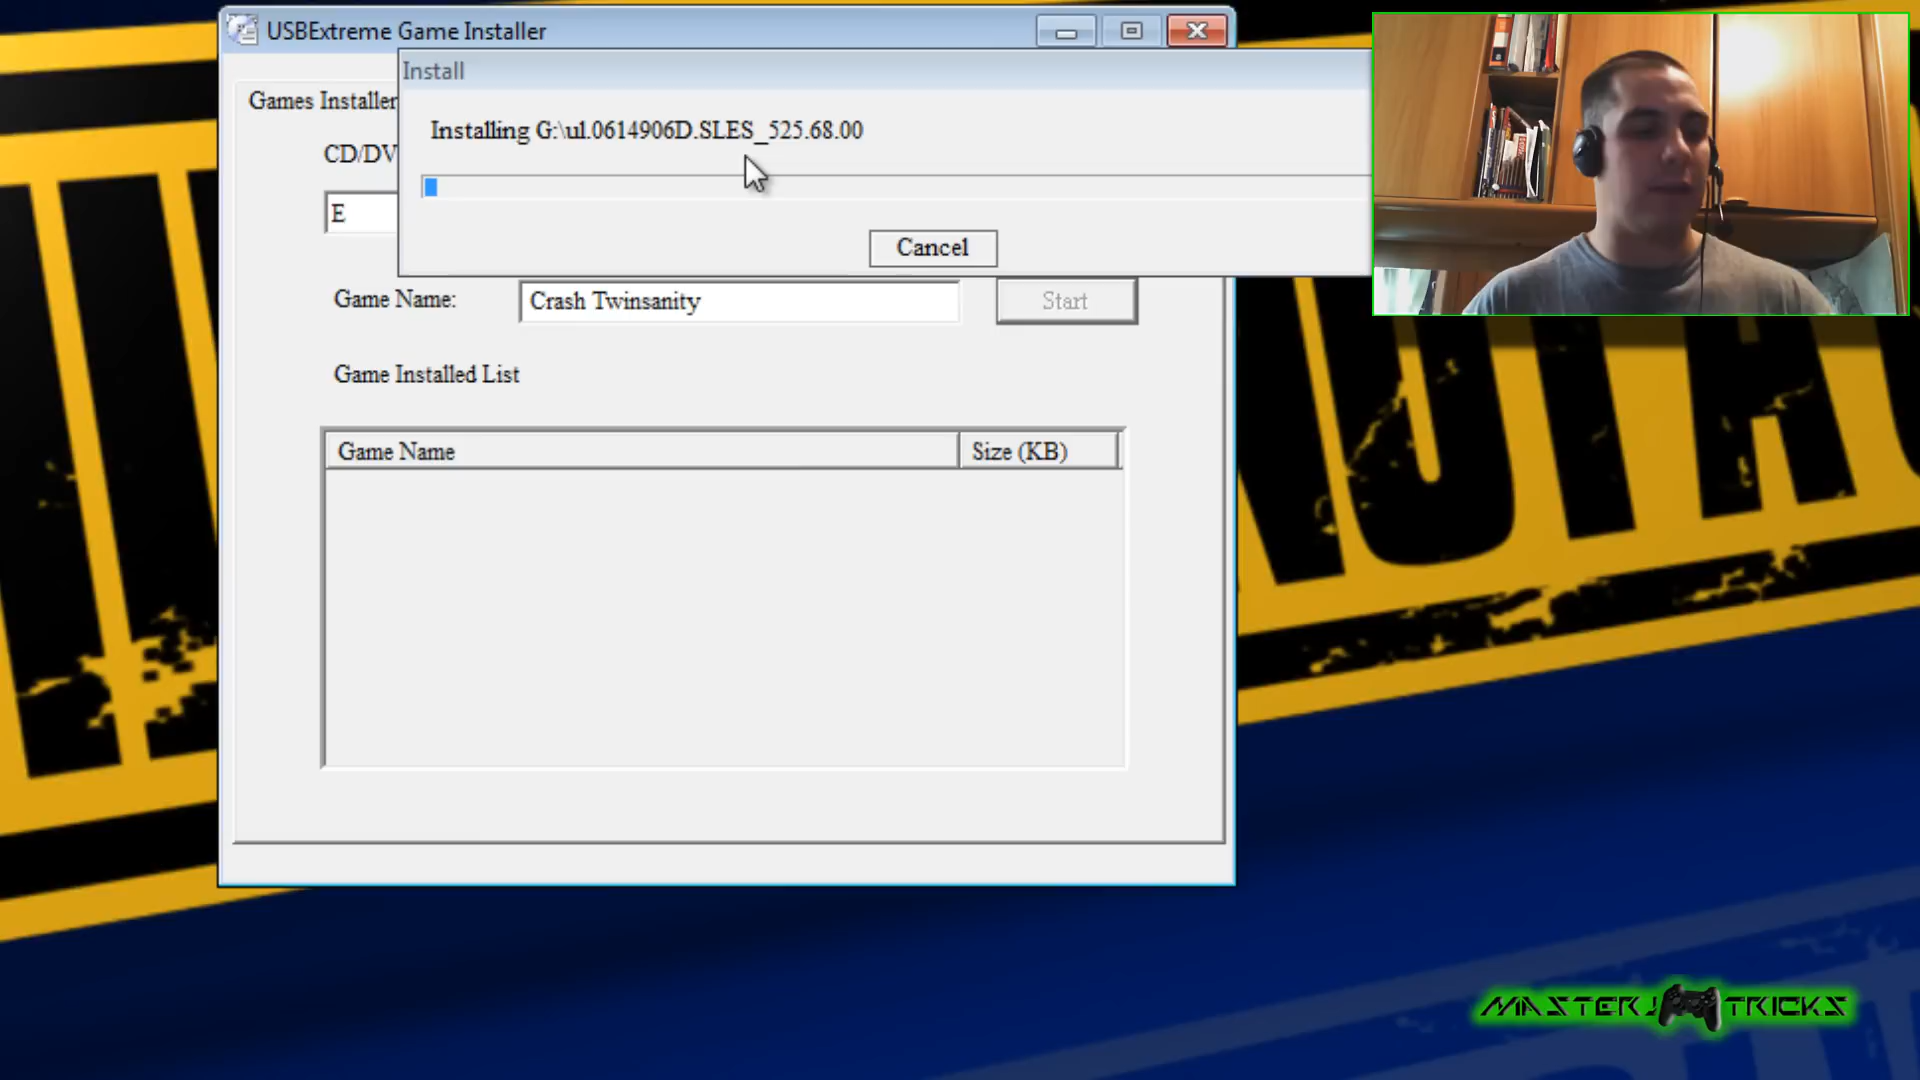 USBExtreme Game Installer
Install
Games Installer
Installing G:\ul.0614906D.SLES_525.68.00
CD/DV
E
Cancel
Game Name:
Crash Twinsanity
Start
Game Installed List
Game Name
Size (KB)
MASTERJ TRICKS